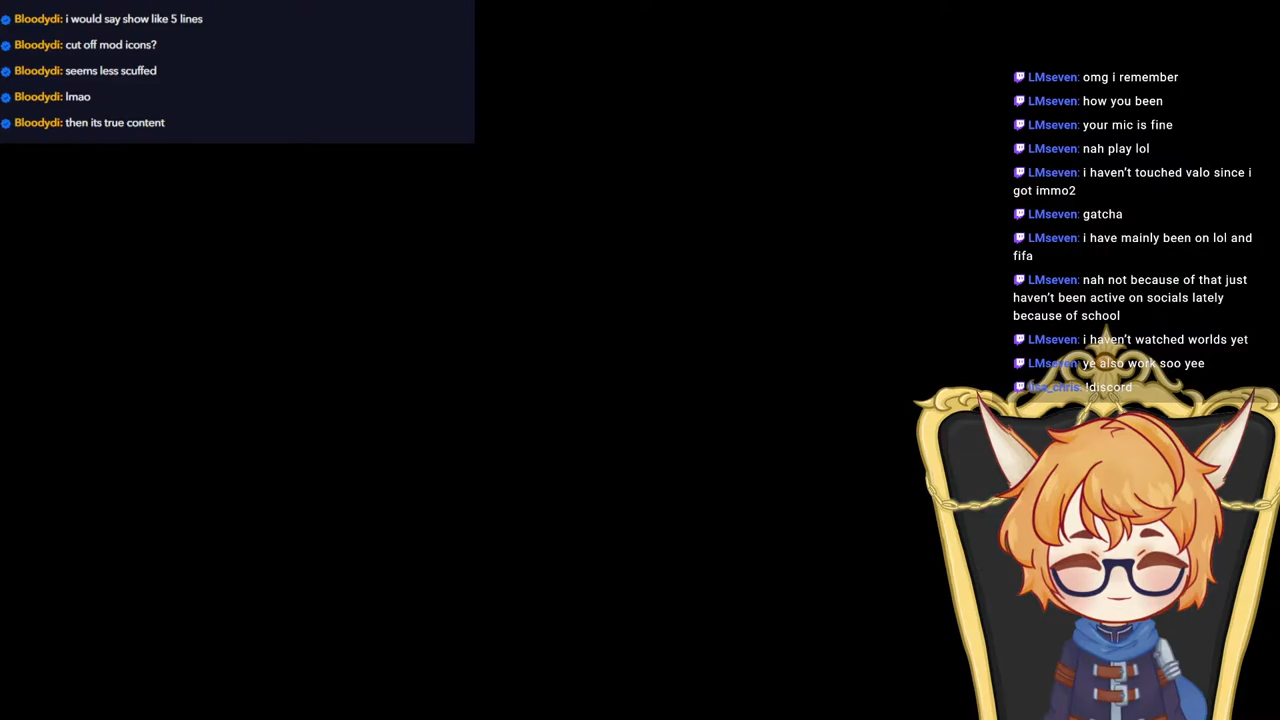 Bloodydi: i would say show like 5 lines
Bloodydi: cut off mod icons?
Bloodydi: seems less scuffed
Bloodydi: lmao
Bloodydi: then its true content
LMseven: omg i remember
LMseven: how you been
LMseven: your mic is fine
LMseven: nah play lol
LMseven: i haven't touched valo since i
got immo2
LMseven: gatcha
LMseven: i have mainly been on lol and
fifa
LMseven: nah not because of that just
haven't been active on socials lately
because of school
LMseven: i haven't watched worlds yet
LMseven: ye also work soo yee
lisa_chris: !discord